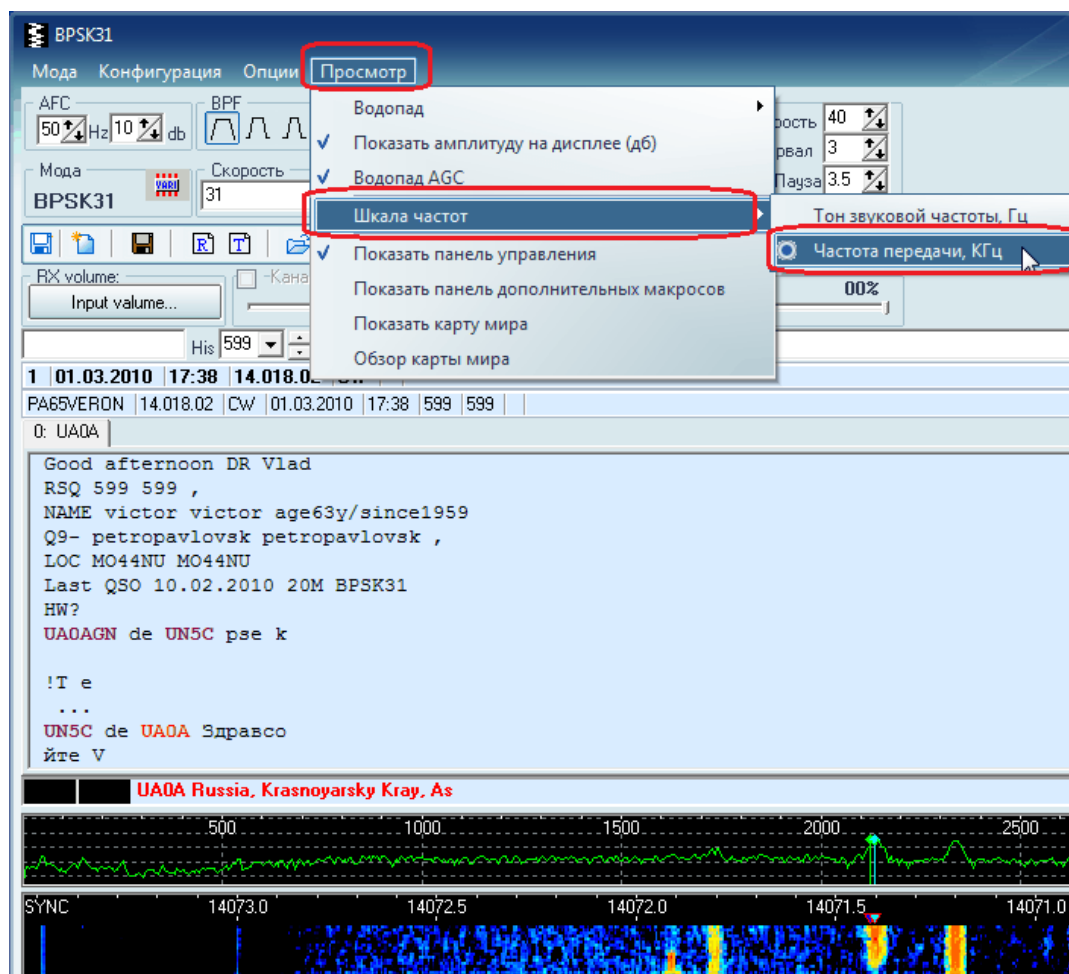 BPSK31
Мода Конфигурация Опции Просмотр
AFC BPF
50 Hz 10 db
40
3
Пауза 3.5
Мода Скорость
BPSK31 VARI 31
Водопад
Показать амплитуду на дисплее (дб)
Водопад AGC
Шкала частот
Показать панель управления
Показать панель дополнительных макросов
Показать карту мира
Обзор карты мира
Тон звуковой частоты, Гц
Частота передачи, КГц
R T
RX volume:
Input valume...
00%
His 599
1 01.03.2010 17:38
PA65VERON 14.018.02 CW 01.03.2010 17:38 599 599
0: UA0A
Good afternoon DR Vlad
RSQ 599 599 ,
NAME victor victor age63y/since1959
Q9- petropavlovsk petropavlovsk ,
LOC MO44NU MO44NU
Last QSO 10.02.2010 20M BPSK31
HW?
UA0AGN de UN5C pse k
!T e
...
UN5C de UA0A Здравсо
йте V
UA0A Russia, Krasnoyarsky Kray, As
500 1000 1500 2000 2500
SYNC 14073.0 14072.5 14072.0 14071.5 14071.0